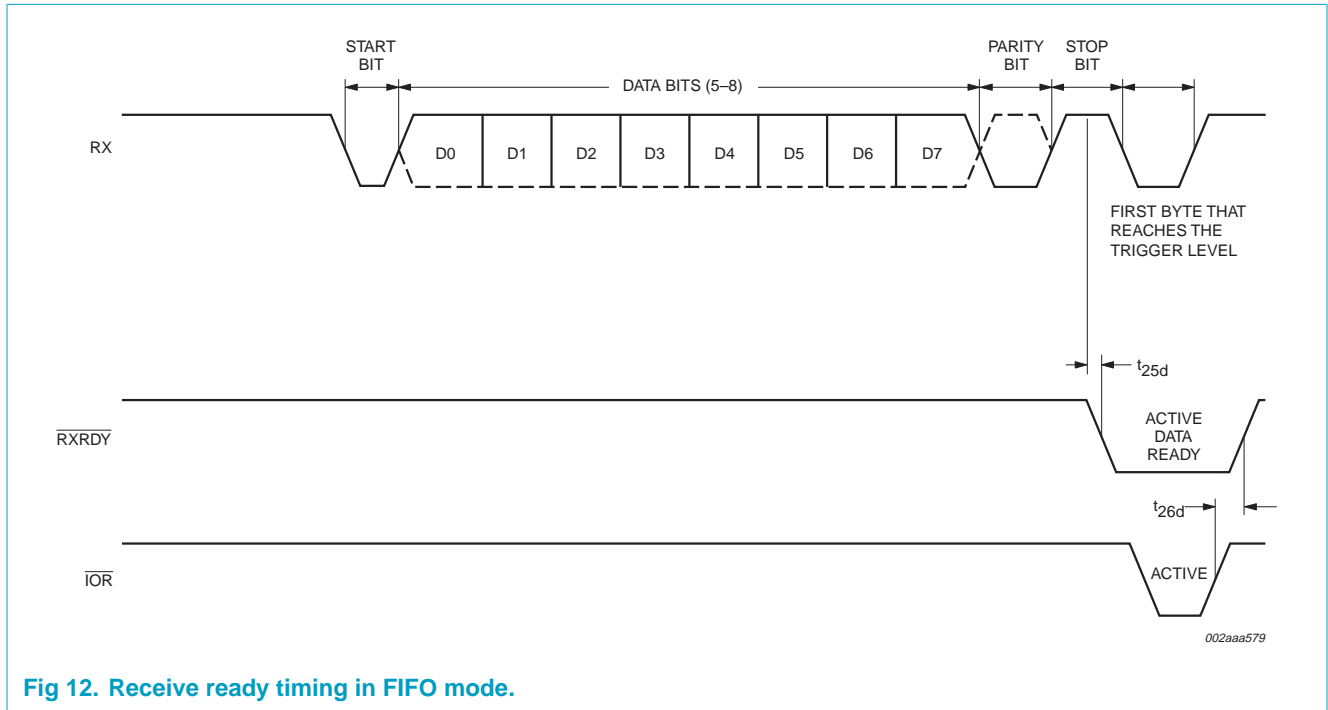 START
BIT
PARITY
BIT
STOP
BIT
DATA BITS (5–8)
RX
D0
D1
D2
D3
D4
D5
D6
D7
FIRST BYTE THAT
REACHES THE
TRIGGER LEVEL
t25d
RXRDY
ACTIVE
DATA
READY
t26d
IOR
ACTIVE
002aaa579
Fig 12. Receive ready timing in FIFO mode.